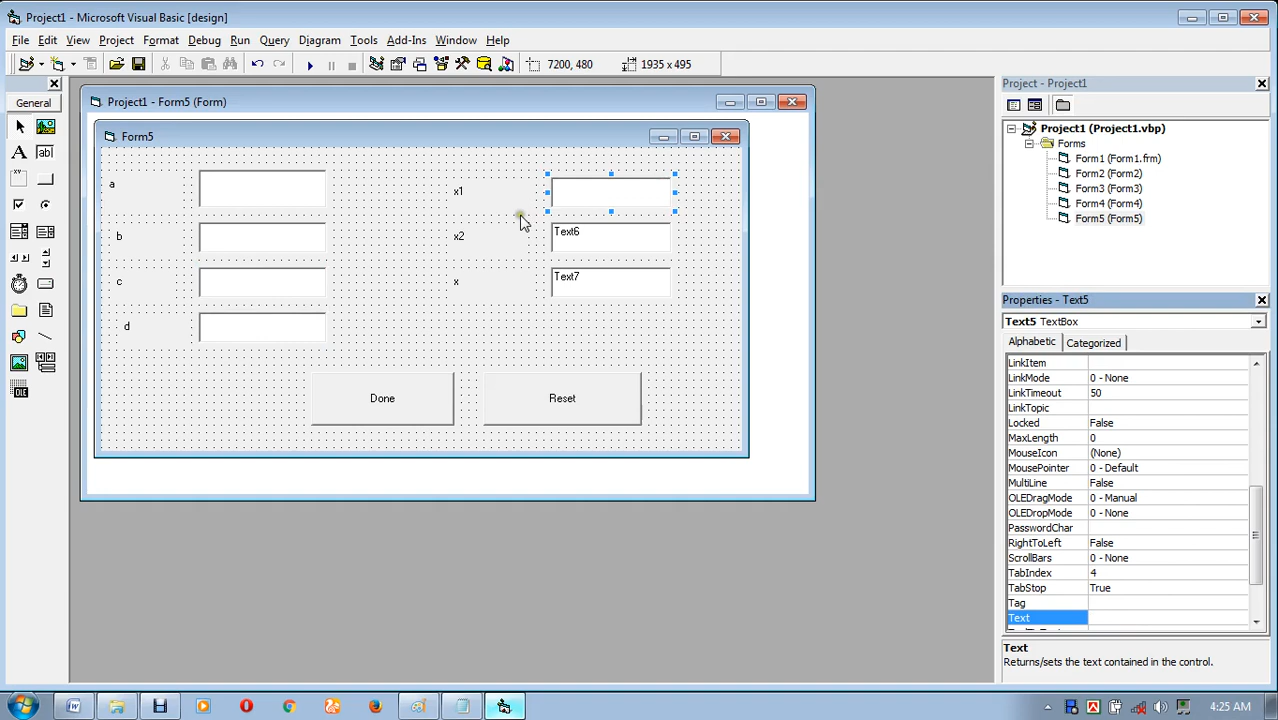 Project1 - Microsoft Visual Basic [design]
File Edit View Project Format Debug Run Query Diagram Tools Add-Ins Window Help
7200, 480 1935 x 495
General
Project1 - Form5 (Form)
Form5
a
x1
b
x2
Text6
c
x
Text7
d
Done
Reset
Project - Project1
Project1 (Project1.vbp)
Forms
Form1 (Form1.frm)
Form2 (Form2)
Form3 (Form3)
Form4 (Form4)
Form5 (Form5)
Properties - Text5
Text5 TextBox
Alphabetic Categorized
LinkItem
LinkMode 0 - None
LinkTimeout 50
LinkTopic
Locked False
MaxLength 0
MouseIcon (None)
MousePointer 0 - Default
MultiLine False
OLEDragMode 0 - Manual
OLEDropMode 0 - None
PasswordChar
RightToLeft False
ScrollBars 0 - None
TabIndex 4
TabStop True
Tag
Text
Text
Returns/sets the text contained in the control.
4:25 AM